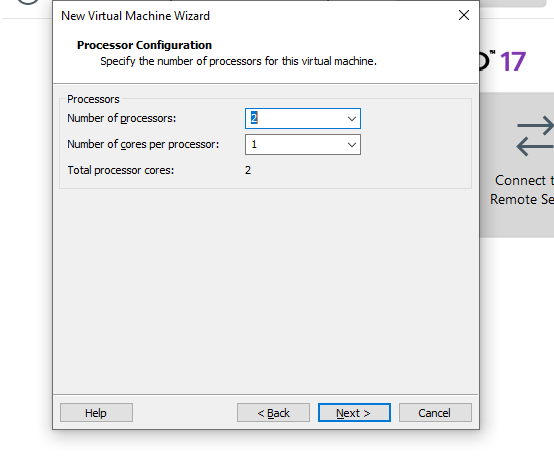 New Virtual Machine Wizard
Processor Configuration
Specify the number of processors for this virtual machine.
™ 17
Processors
Number of processors: 2
Number of cores per processor: 1
Total processor cores: 2
Connect
Remote
Help
< Back
Next >
Cancel